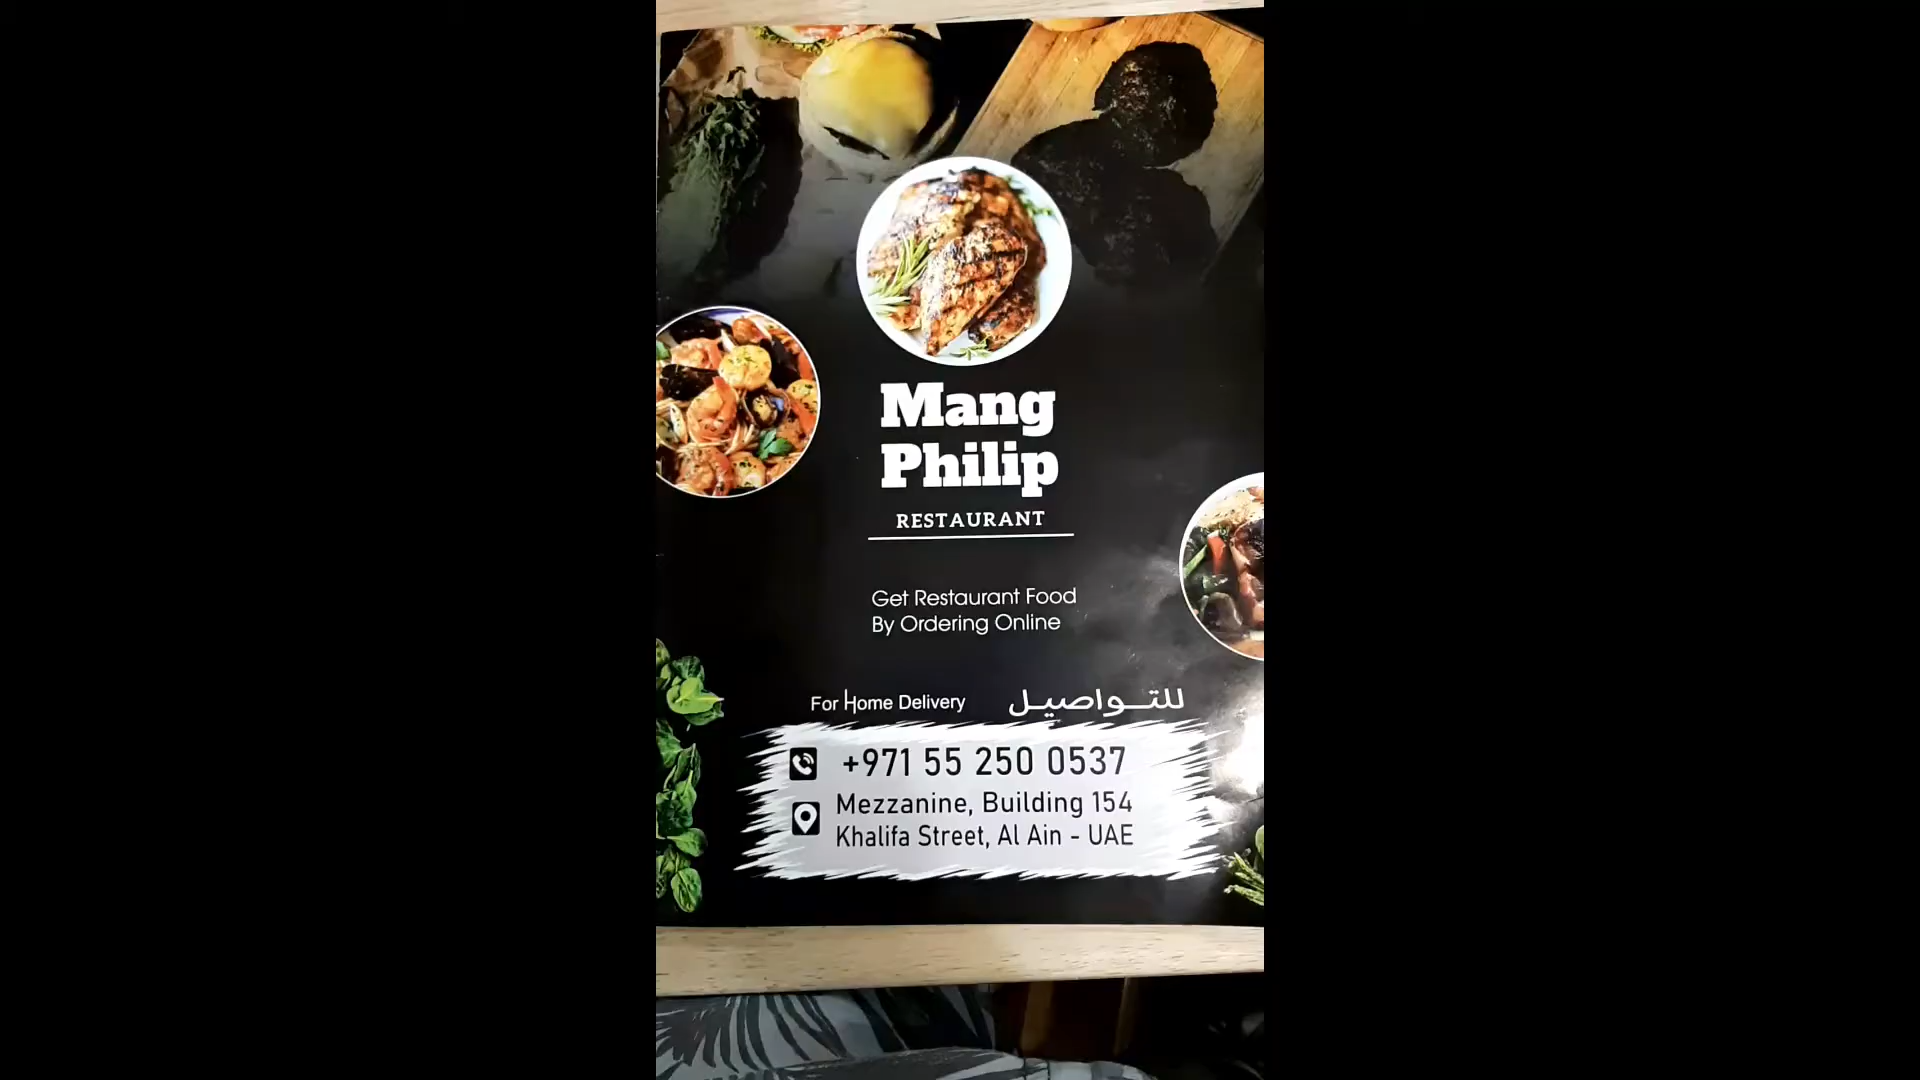 Mang
Philip
RESTAURANT
Get Restaurant Food
By Ordering Online
For Home Delivery
للتـواصيـل
+971 55 250 0537
Mezzanine, Building 154
Khalifa Street, Al Ain - UAE